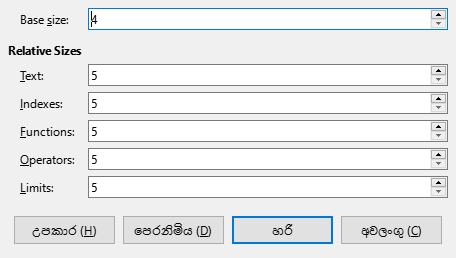 Base size: 4
Relative Sizes
Text: 5
Indexes: 5
Functions: 5
Operators: 5
Limits: 5
උපකාර (H) පෙරනිමිය (D) හරි අවලංගු (C)